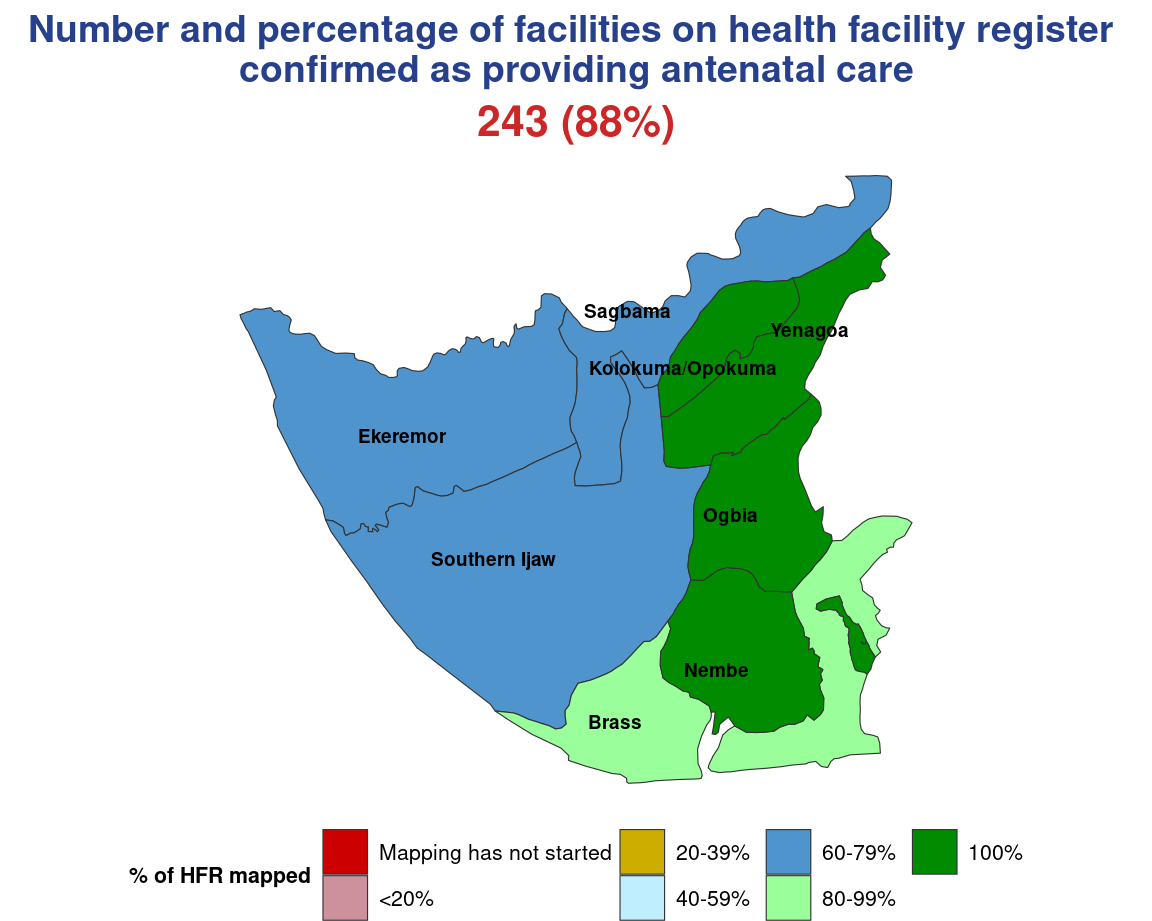 Number and percentage of facilities on health facility register
confirmed as providing antenatal care
243 (88%)
Sagbama
Yenagoa
Kolokuma/Opokuma
Ekeremor
Ogbia
Southern Ijaw
Nembe
Brass
% of HFR mapped
Mapping has not started
<20%
20-39%
40-59%
60-79%
80-99%
100%